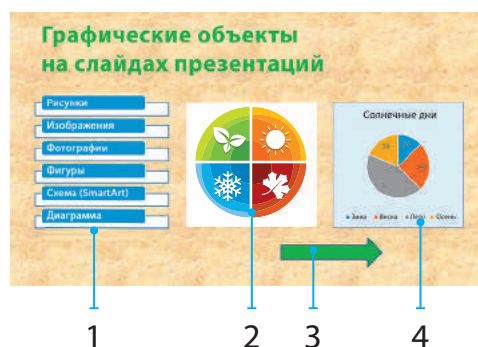 Графические объекты
на слайдах презентаций
Рисунки
Изображения
Фотографии
Фигуры
Схема (SmartArt)
Диаграмма
Солнечные дни
Зима Весна Лето Осень
1 2 3 4